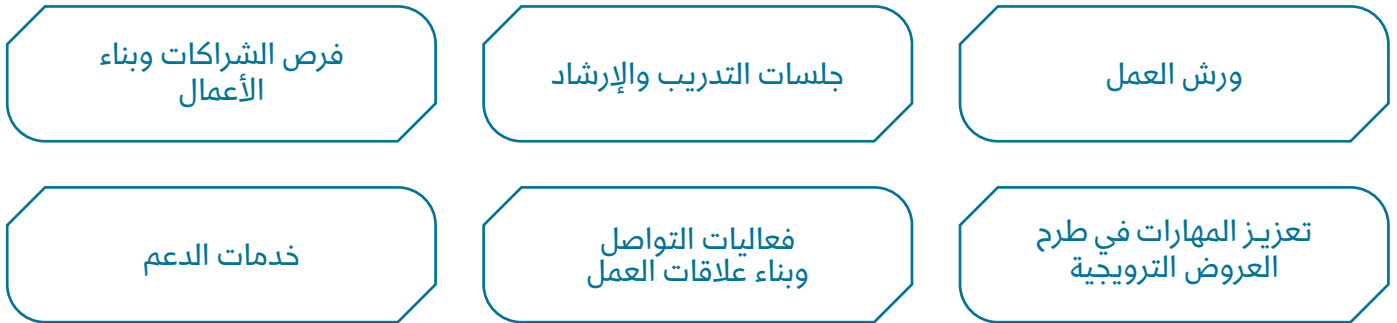 ورش العمل
جلسات التدريب والإرشاد
فرص الشراكات وبناء
الأعمال
تعزيز المهارات في طرح
العروض الترويجية
فعاليات التواصل
وبناء علاقات العمل
خدمات الدعم